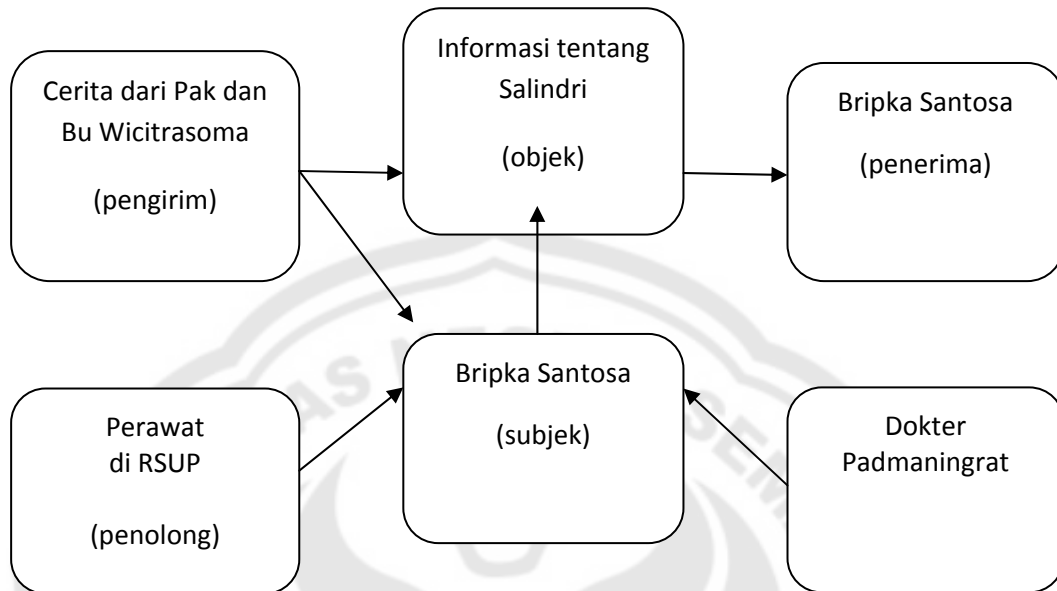 Cerita dari Pak dan
Bu Wicitrasoma
(pengirim)
Informasi tentang
Salindri
(objek)
Bripka Santosa
(penerima)
Perawat
di RSUP
(penolong)
Bripka Santosa
(subjek)
Dokter
Padmaningrat